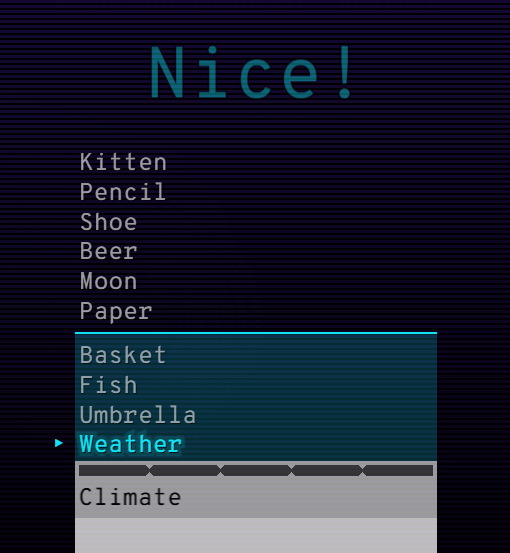 Nice!
Kitten
Pencil
Shoe
Beer
Moon
Paper
Basket
Fish
Umbrella
Weather
Climate